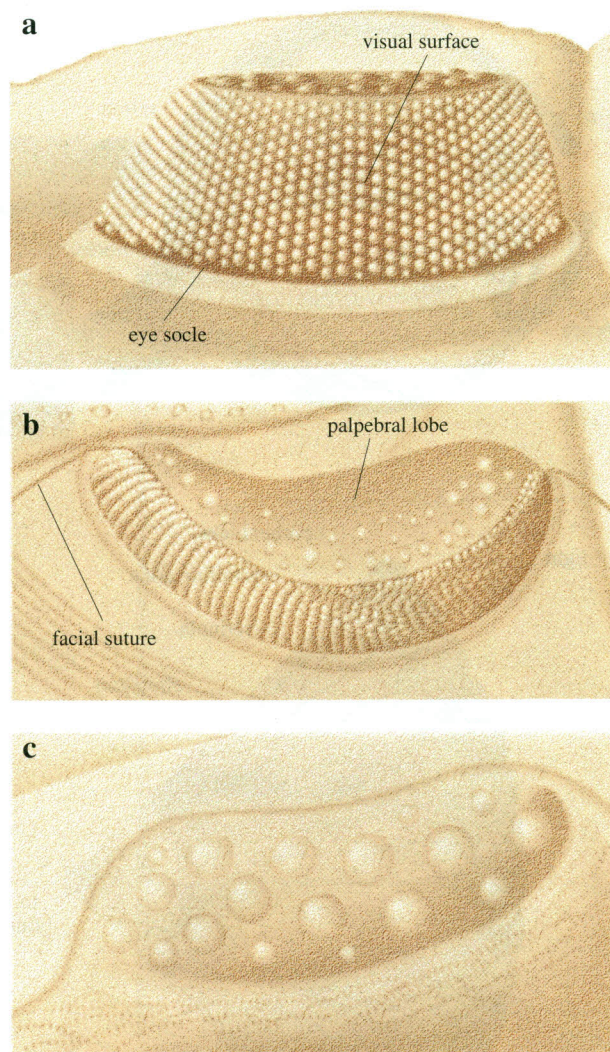 a
visual surface
eye socle
b
palpebral lobe
facial suture
c